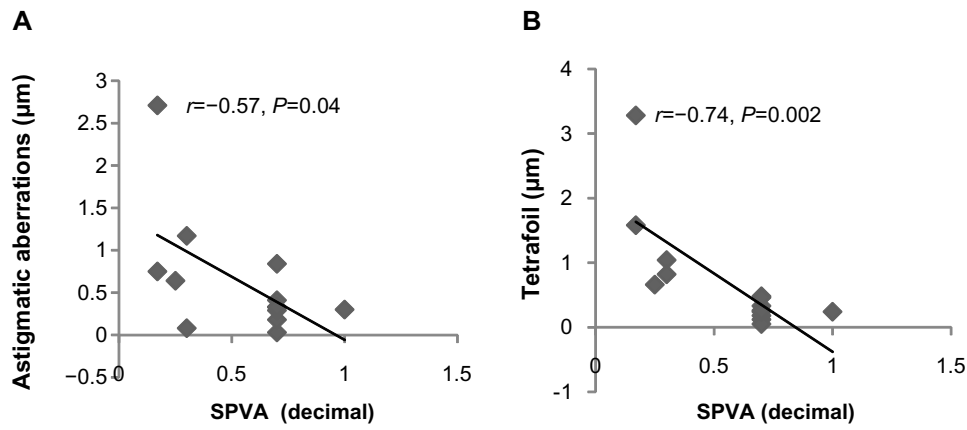 A
Astigmatic aberrations (µm)
3
2.5
2
1.5
1
0.5
0
−0.5
r=−0.57, P=0.04
0
0.5
1
1.5
SPVA (decimal)
B
Tetrafoil (µm)
4
3
2
1
0
-1
r=−0.74, P=0.002
0
0.5
1
1.5
SPVA (decimal)